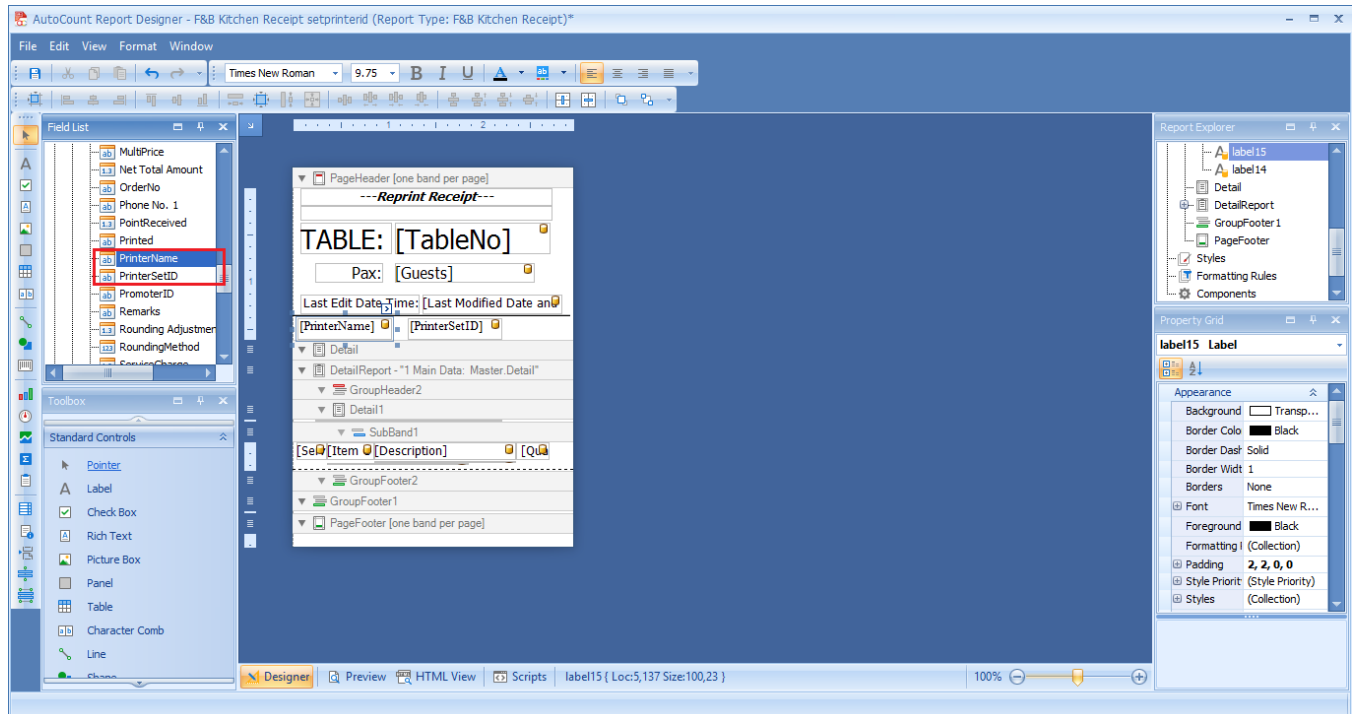 AutoCount Report Designer - F&B Kitchen Receipt setprinterid (Report Type: F&B Kitchen Receipt)*
File Edit View Format Window
Times New Roman 9.75 B I U A ab
Field List
MultiPrice
Net Total Amount
OrderNo
Phone No. 1
PointReceived
Printed
PrinterName
PrinterSetID
PromoterID
Remarks
Rounding Adjustmer
RoundingMethod
ServiceCharge
Toolbox
Standard Controls
Pointer
Label
Check Box
Rich Text
Picture Box
Panel
Table
Character Comb
Line
Shape
1 2
PageHeader [one band per page]
---Reprint Receipt---
TABLE: [TableNo]
Pax: [Guests]
Last Edit Date Time: [Last Modified Date an
[PrinterName] [PrinterSetID]
Detail
DetailReport - "1 Main Data: Master.Detail"
GroupHeader2
Detail1
SubBand1
[Se [Item [Description] [Qu
GroupFooter2
GroupFooter1
PageFooter [one band per page]
Designer Preview HTML View Scripts label15 { Loc:5,137 Size:100,23 } 100%
Report Explorer
label15
label14
Detail
DetailReport
GroupFooter1
PageFooter
Styles
Formatting Rules
Components
Property Grid
label15 Label
Appearance
Background Transp...
Border Colo Black
Border Dash Solid
Border Widt 1
Borders None
Font Times New R...
Foreground Black
Formatting I (Collection)
Padding 2, 2, 0, 0
Style Priorit (Style Priority)
Styles (Collection)